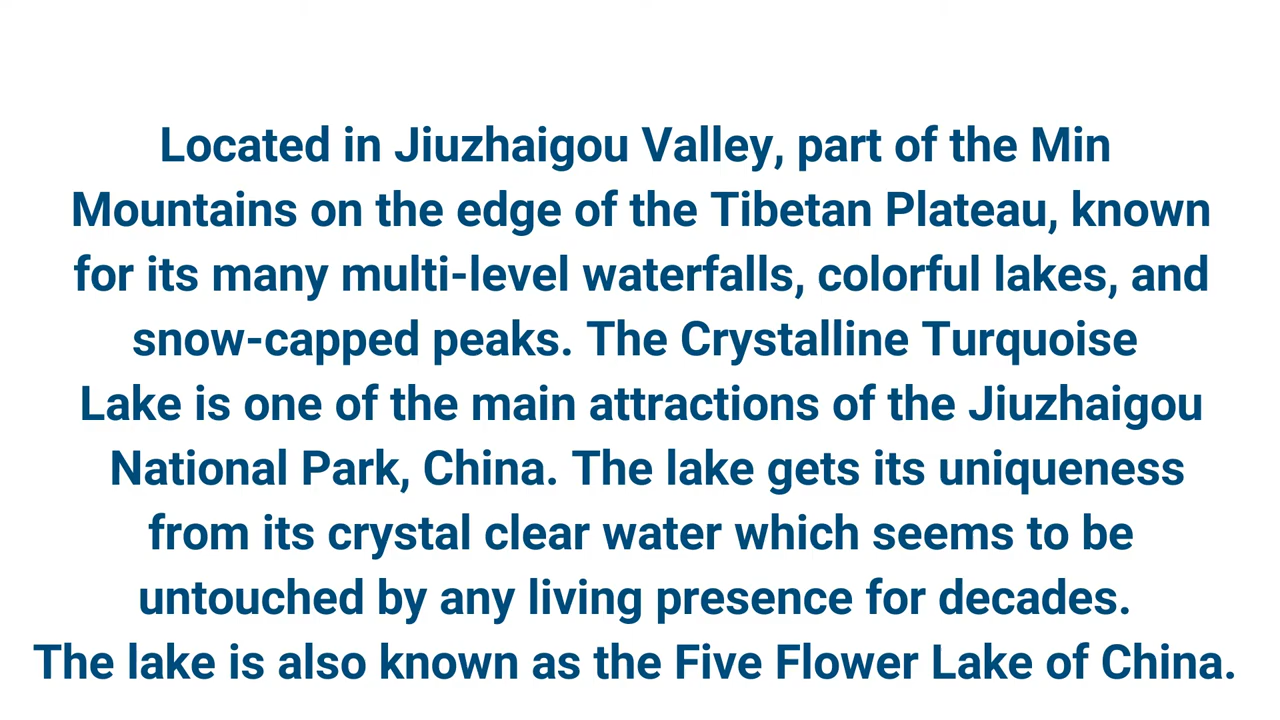 Located in Jiuzhaigou Valley, part of the Min
Mountains on the edge of the Tibetan Plateau, known
for its many multi-level waterfalls, colorful lakes, and
snow-capped peaks. The Crystalline Turquoise
Lake is one of the main attractions of the Jiuzhaigou
National Park, China. The lake gets its uniqueness
from its crystal clear water which seems to be
untouched by any living presence for decades.
The lake is also known as the Five Flower Lake of China.